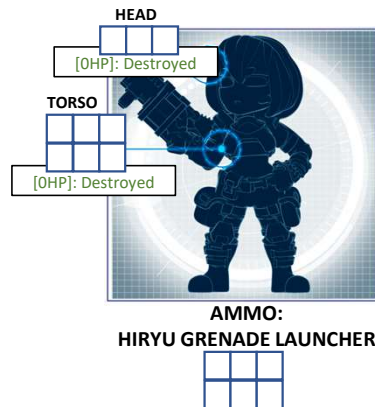 HEAD
[0HP]: Destroyed
TORSO
[0HP]: Destroyed
AMMO:
HIRYU GRENADE LAUNCHER